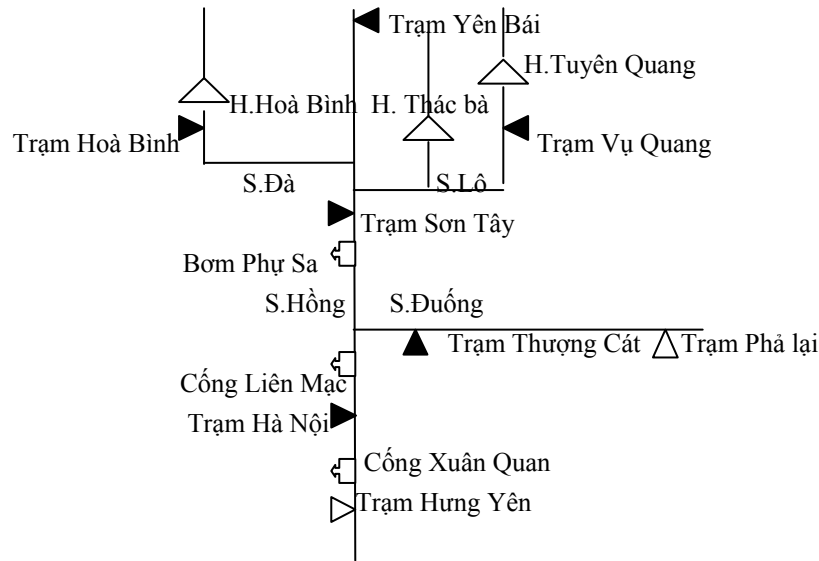 Trạm Yên Bái
H.Tuyên Quang
H.Hoà Bình
H. Thác bà
Trạm Hoà Bình
Trạm Vụ Quang
S.Đà
S.Lô
Trạm Sơn Tây
Bơm Phụ Sa
S.Hồng
S.Đuống
Trạm Thượng Cát
Trạm Phả lại
Cống Liên Mạc
Trạm Hà Nội
Cống Xuân Quan
Trạm Hưng Yên